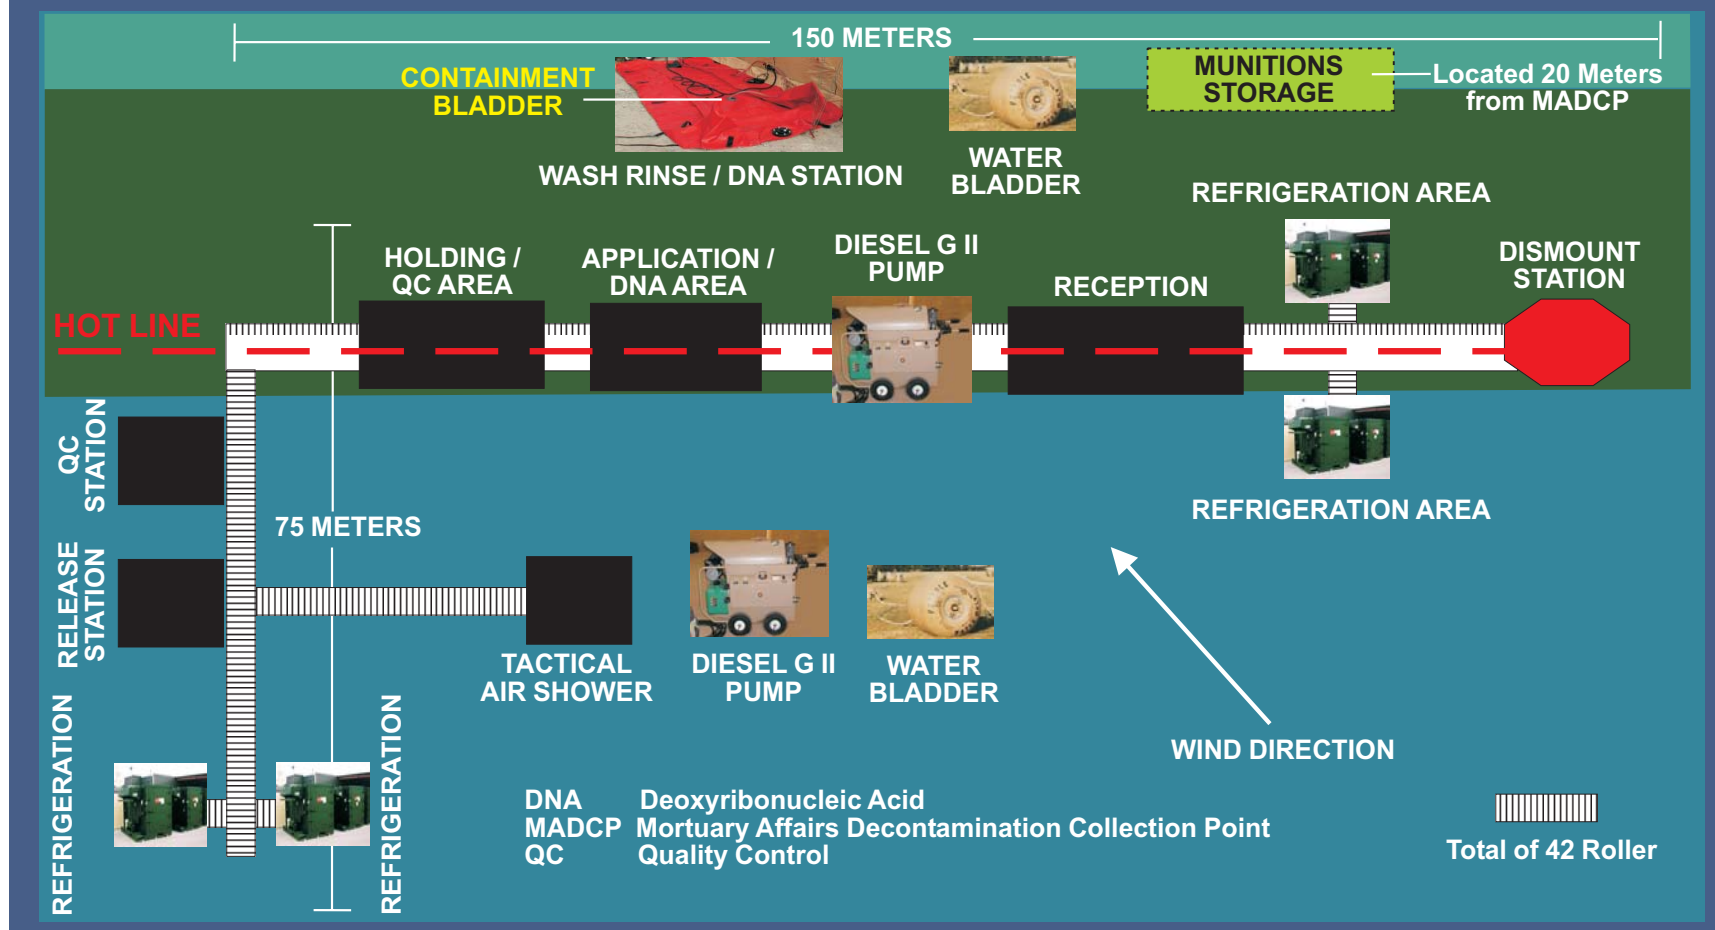 150 METERS
CONTAINMENT
BLADDER
MUNITIONS
STORAGE
Located 20 Meters
from MADCP
WASH RINSE / DNA STATION
WATER
BLADDER
REFRIGERATION AREA
HOLDING /
QC AREA
APPLICATION /
DNA AREA
DIESEL G II
PUMP
RECEPTION
DISMOUNT
STATION
HOT LINE
QC
STATION
75 METERS
REFRIGERATION AREA
RELEASE
STATION
TACTICAL
AIR SHOWER
DIESEL G II
PUMP
WATER
BLADDER
WIND DIRECTION
REFRIGERATION
REFRIGERATION
DNA Deoxyribonucleic Acid
MADCP Mortuary Affairs Decontamination Collection Point
QC Quality Control
Total of 42 Roller